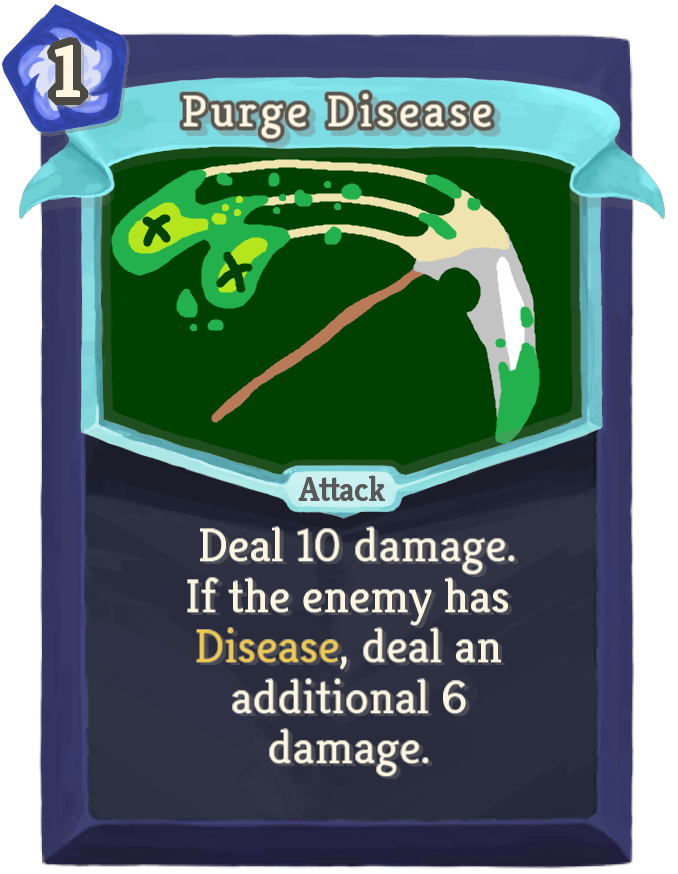 1
Purge Disease
Attack
Deal 10 damage.
If the enemy has
Disease, deal an
additional 6
damage.